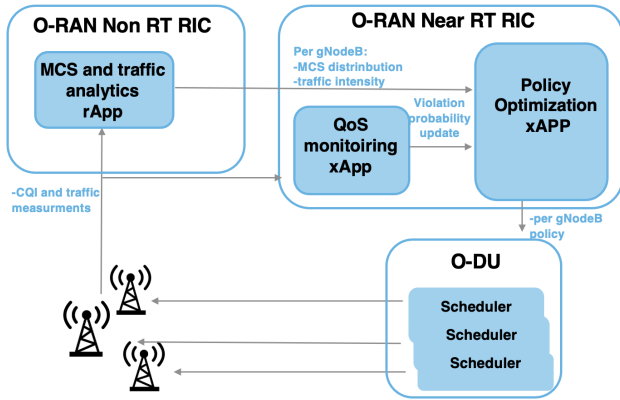 O-RAN Non RT RIC
MCS and traffic
analytics
rApp
O-RAN Near RT RIC
Per gNodeB:
-MCS distrinbution
-traffic intensity
QoS
monitoiring
xApp
Violation
probability
update
Policy
Optimization
xAPP
-CQI and traffic
measurments
-per gNodeB
policy
O-DU
Scheduler
Scheduler
Scheduler